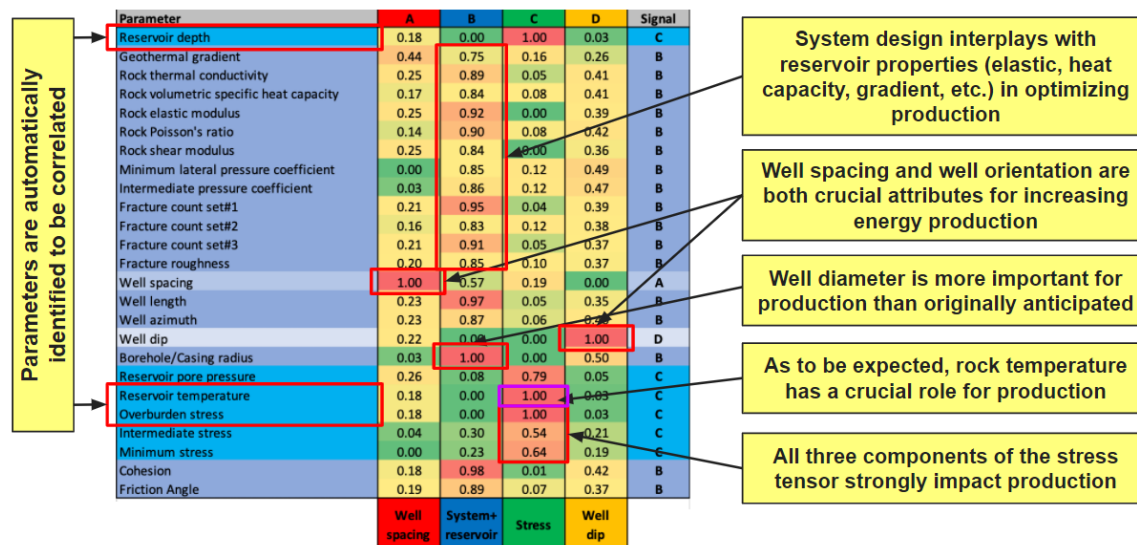 Parameters are automatically
identified to be correlated
Parameter A B C D Signal
Reservoir depth 0.18 0.00 1.00 0.03 C
Geothermal gradient 0.44 0.75 0.16 0.26 B
Rock thermal conductivity 0.25 0.89 0.05 0.41 B
Rock volumetric specific heat capacity 0.17 0.84 0.08 0.41 B
Rock elastic modulus 0.25 0.92 0.00 0.39 B
Rock Poisson's ratio 0.14 0.90 0.08 0.42 B
Rock shear modulus 0.25 0.84 0.00 0.36 B
Minimum lateral pressure coefficient 0.00 0.85 0.12 0.49 B
Intermediate pressure coefficient 0.03 0.86 0.12 0.47 B
Fracture count set#1 0.21 0.95 0.04 0.39 B
Fracture count set#2 0.16 0.83 0.12 0.38 B
Fracture count set#3 0.21 0.91 0.05 0.37 B
Fracture roughness 0.20 0.85 0.10 0.37 B
Well spacing 1.00 0.57 0.19 0.00 A
Well length 0.23 0.97 0.05 0.35 B
Well azimuth 0.23 0.87 0.06 B
Well dip 0.22 0.00 0.00 1.00 D
Borehole/Casing radius 0.03 1.00 0.00 0.50 B
Reservoir pore pressure 0.26 0.08 0.79 0.05 C
Reservoir temperature 0.18 0.00 1.00 0.03 C
Overburden stress 0.18 0.00 1.00 0.03 C
Intermediate stress 0.04 0.30 0.54 0.21 C
Minimum stress 0.00 0.23 0.64 0.19 C
Cohesion 0.18 0.98 0.01 0.42 B
Friction Angle 0.19 0.89 0.07 0.37 B
Well
spacing
System+
reservoir
Stress
Well
dip
System design interplays with
reservoir properties (elastic, heat
capacity, gradient, etc.) in optimizing
production
Well spacing and well orientation are
both crucial attributes for increasing
energy production
Well diameter is more important for
production than originally anticipated
As to be expected, rock temperature
has a crucial role for production
All three components of the stress
tensor strongly impact production